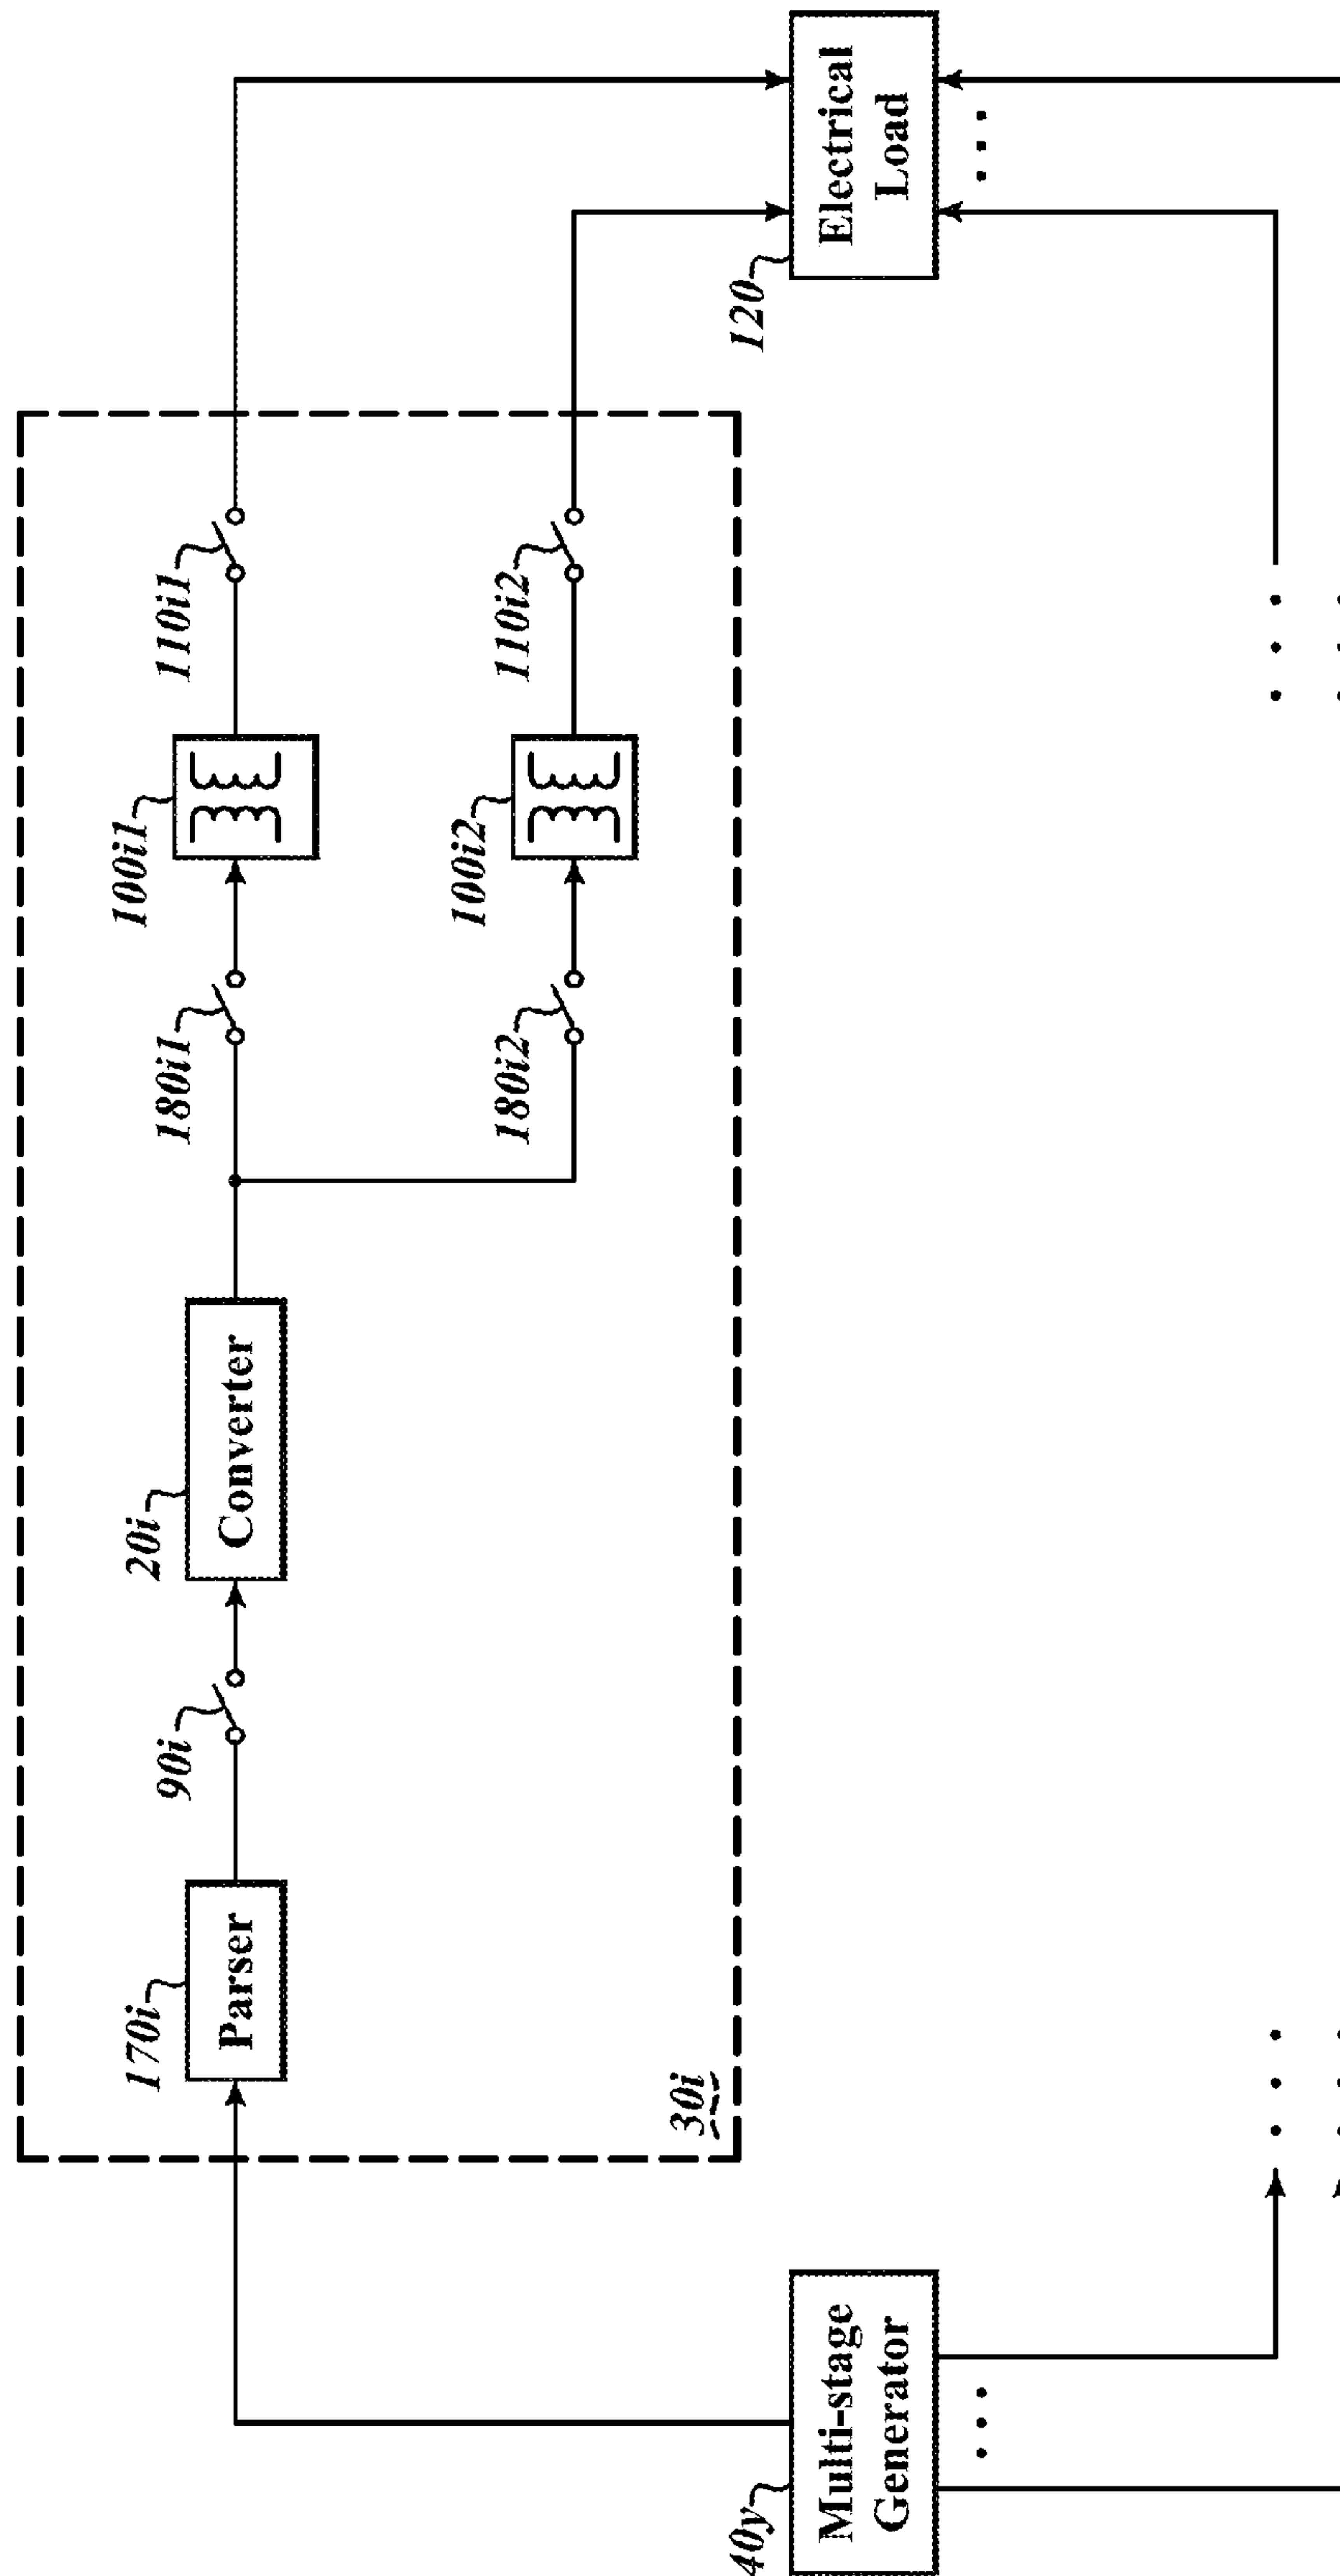 170i
Parser
90i
20i
Converter
180i1
100i1
110i1
180i2
100i2
110i2
30i
40y
Multi-stage
Generator
120
Electrical
Load